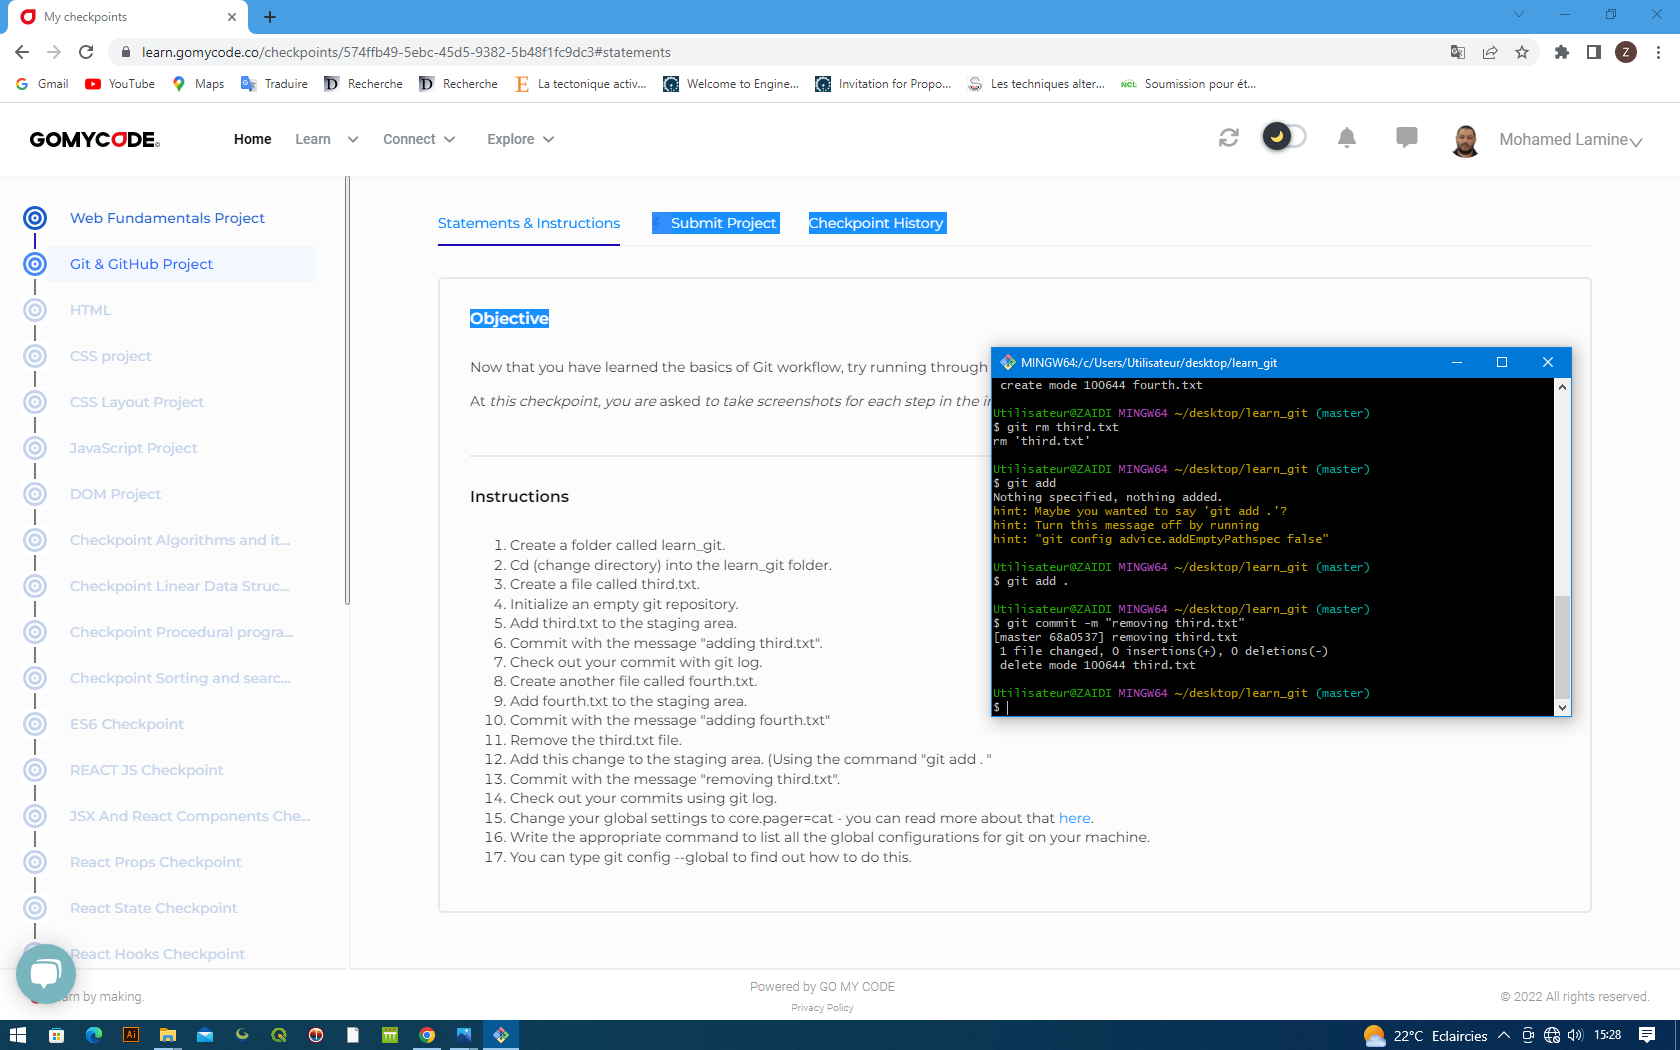 My checkpoints
learn.gomycode.co/checkpoints/574ffb49-5ebc-45d5-9382-5b48f1fc9dc3#statements
Z
Gmail
YouTube
Maps
Traduire
Recherche
Recherche
La tectonique activ...
Welcome to Engine...
Invitation for Propo...
Les techniques alter...
Soumission pour ét...
GOMYCODE
Home
Learn
Connect
Explore
Mohamed Lamine
Web Fundamentals Project
Git & GitHub Project
HTML
CSS project
CSS Layout Project
JavaScript Project
DOM Project
Checkpoint Algorithms and it...
Checkpoint Linear Data Struc...
Checkpoint Procedural progra...
Checkpoint Sorting and searc...
ES6 Checkpoint
REACT JS Checkpoint
JSX And React Components Che...
React Props Checkpoint
React State Checkpoint
React Hooks Checkpoint
Statements & Instructions
Submit Project
Checkpoint History
Objective
Now that you have learned the basics of Git workflow, try running through
At this checkpoint, you are asked to take screenshots for each step in the in
Instructions
1. Create a folder called learn_git.
2. Cd (change directory) into the learn_git folder.
3. Create a file called third.txt.
4. Initialize an empty git repository.
5. Add third.txt to the staging area.
6. Commit with the message "adding third.txt".
7. Check out your commit with git log.
8. Create another file called fourth.txt.
9. Add fourth.txt to the staging area.
10. Commit with the message "adding fourth.txt"
11. Remove the third.txt file.
12. Add this change to the staging area. (Using the command "git add . "
13. Commit with the message "removing third.txt".
14. Check out your commits using git log.
15. Change your global settings to core.pager=cat - you can read more about that here.
16. Write the appropriate command to list all the global configurations for git on your machine.
17. You can type git config --global to find out how to do this.
MINGW64:/c/Users/Utilisateur/desktop/learn_git
create mode 100644 fourth.txt
Utilisateur@ZAIDI MINGW64 ~/desktop/learn_git (master)
$ git rm third.txt
rm 'third.txt'
Utilisateur@ZAIDI MINGW64 ~/desktop/learn_git (master)
$ git add
Nothing specified, nothing added.
hint: Maybe you wanted to say 'git add .'?
hint: Turn this message off by running
hint: "git config advice.addEmptyPathspec false"
Utilisateur@ZAIDI MINGW64 ~/desktop/learn_git (master)
$ git add .
Utilisateur@ZAIDI MINGW64 ~/desktop/learn_git (master)
$ git commit -m "removing third.txt"
[master 68a0537] removing third.txt
1 file changed, 0 insertions(+), 0 deletions(-)
delete mode 100644 third.txt
Utilisateur@ZAIDI MINGW64 ~/desktop/learn_git (master)
$
by making.
Powered by GO MY CODE
Privacy Policy
© 2022 All rights reserved.
Ai
22°C Eclaircies
15:28